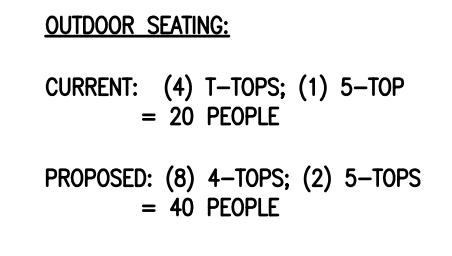 OUTDOOR SEATING:
CURRENT: (4) T-TOPS; (1) 5-TOP
= 20 PEOPLE
PROPOSED: (8) 4-TOPS; (2) 5-TOPS
= 40 PEOPLE